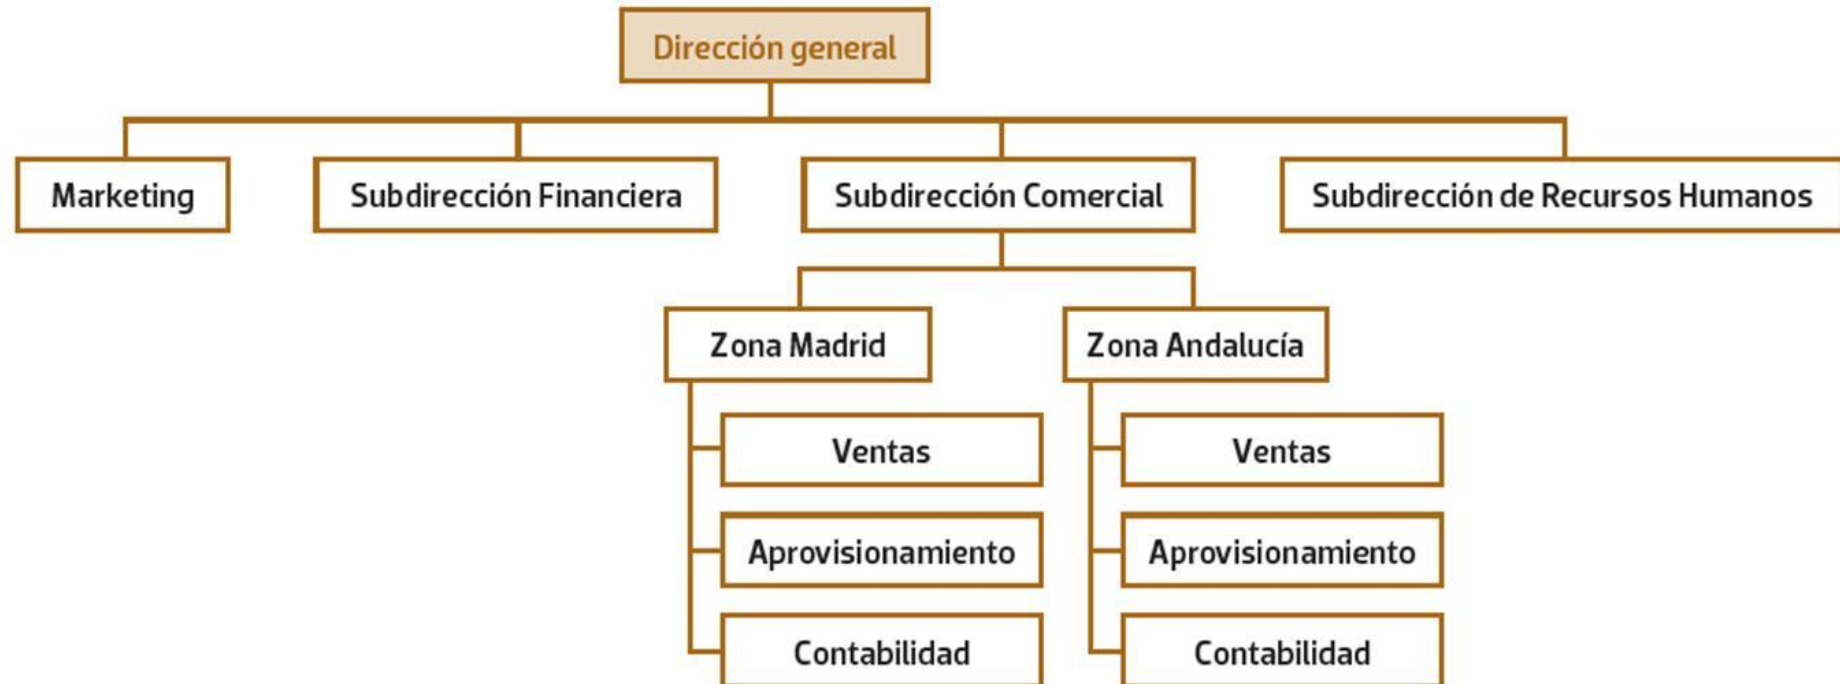 Dirección general
Marketing
Subdirección Financiera
Subdirección Comercial
Subdirección de Recursos Humanos
Zona Madrid
Zona Andalucía
Ventas
Ventas
Aprovisionamiento
Aprovisionamiento
Contabilidad
Contabilidad